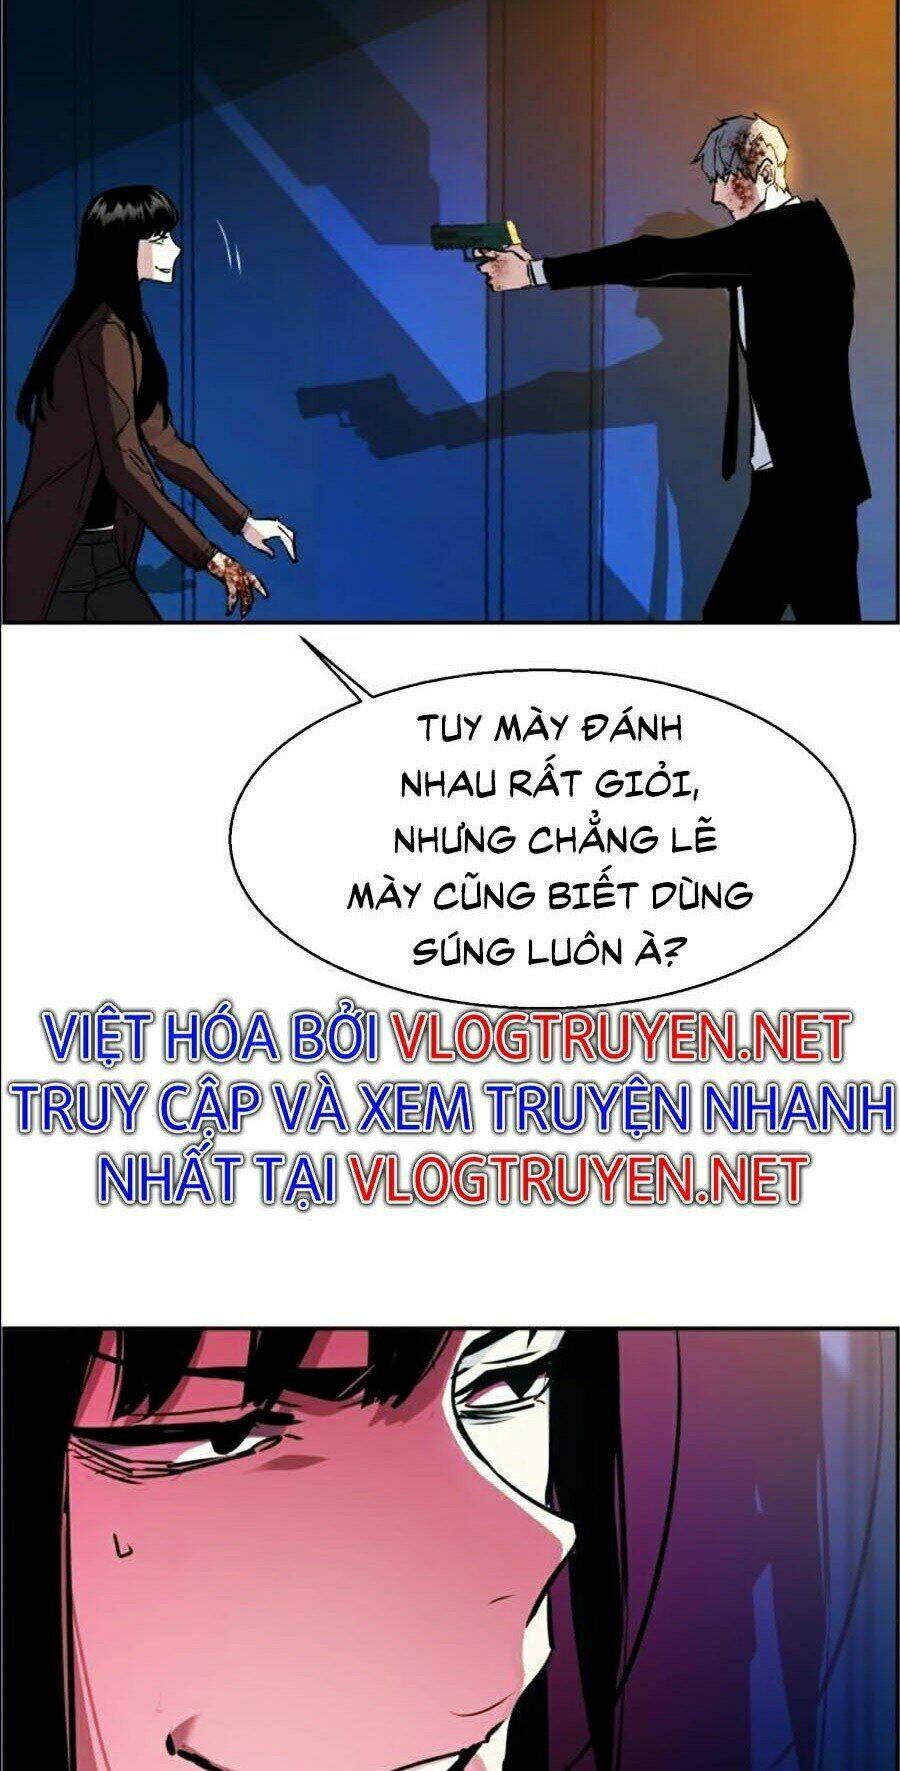 TUY MÀY ĐÁNH
NHAU RẤT GIỎI,
NHƯNG CHẲNG LẼ
MÀY CŨNG BIẾT DÙNG
SÚNG LUÔN À?
VIỆT HÓA BỞI VLOGTRUYEN.NET
TRUY CẬP VÀ XEM TRUYỆN NHANH
NHẤT TẠI VLOGTRUYEN.NET